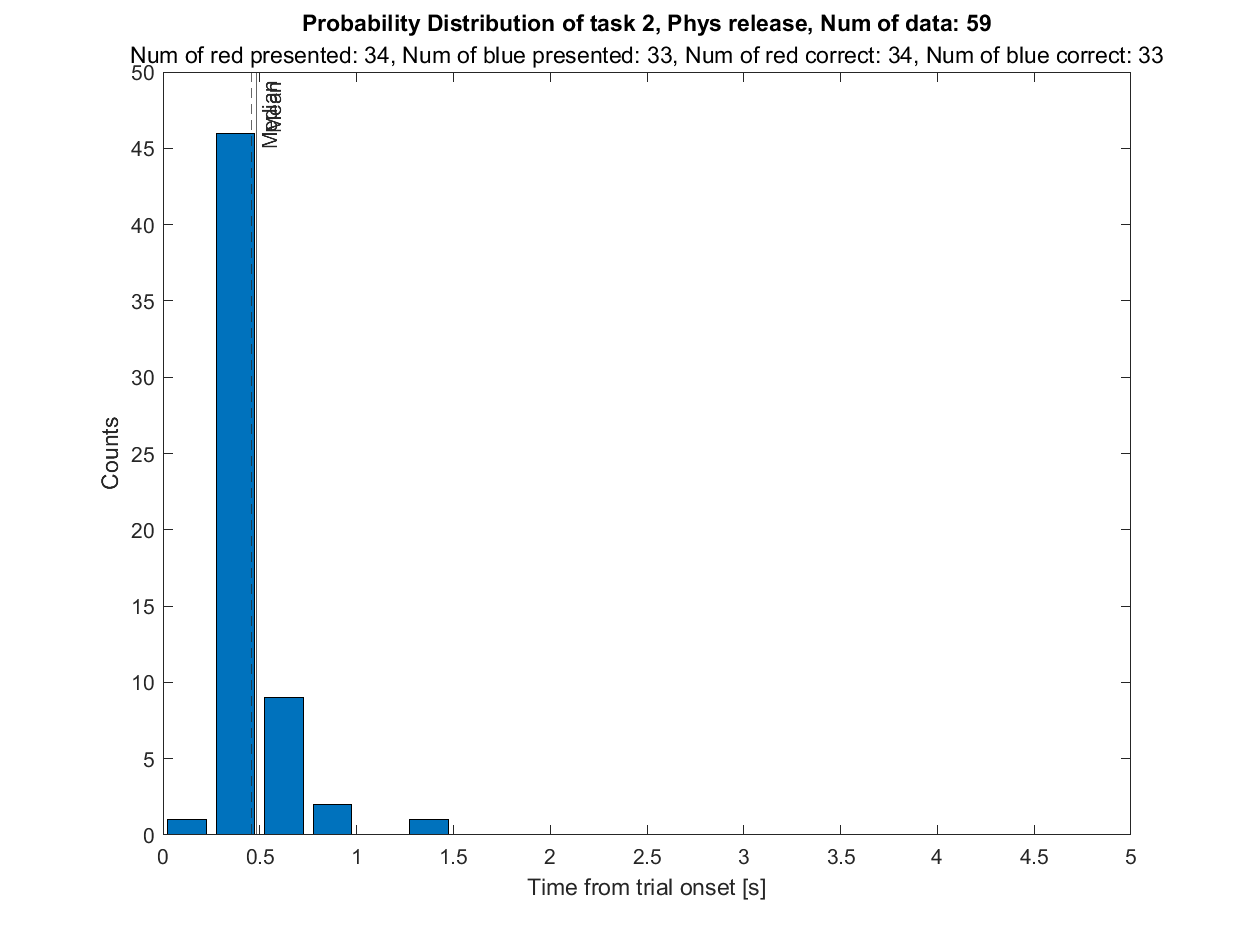 Probability Distribution of task 2, Phys release, Num of data: 59
Num of red presented: 34, Num of blue presented: 33, Num of red correct: 34, Num of blue correct: 33
Median
Mean
50
45
40
35
30
25
20
15
10
5
0
Counts
0 0.5 1 1.5 2 2.5 3 3.5 4 4.5 5
Time from trial onset [s]